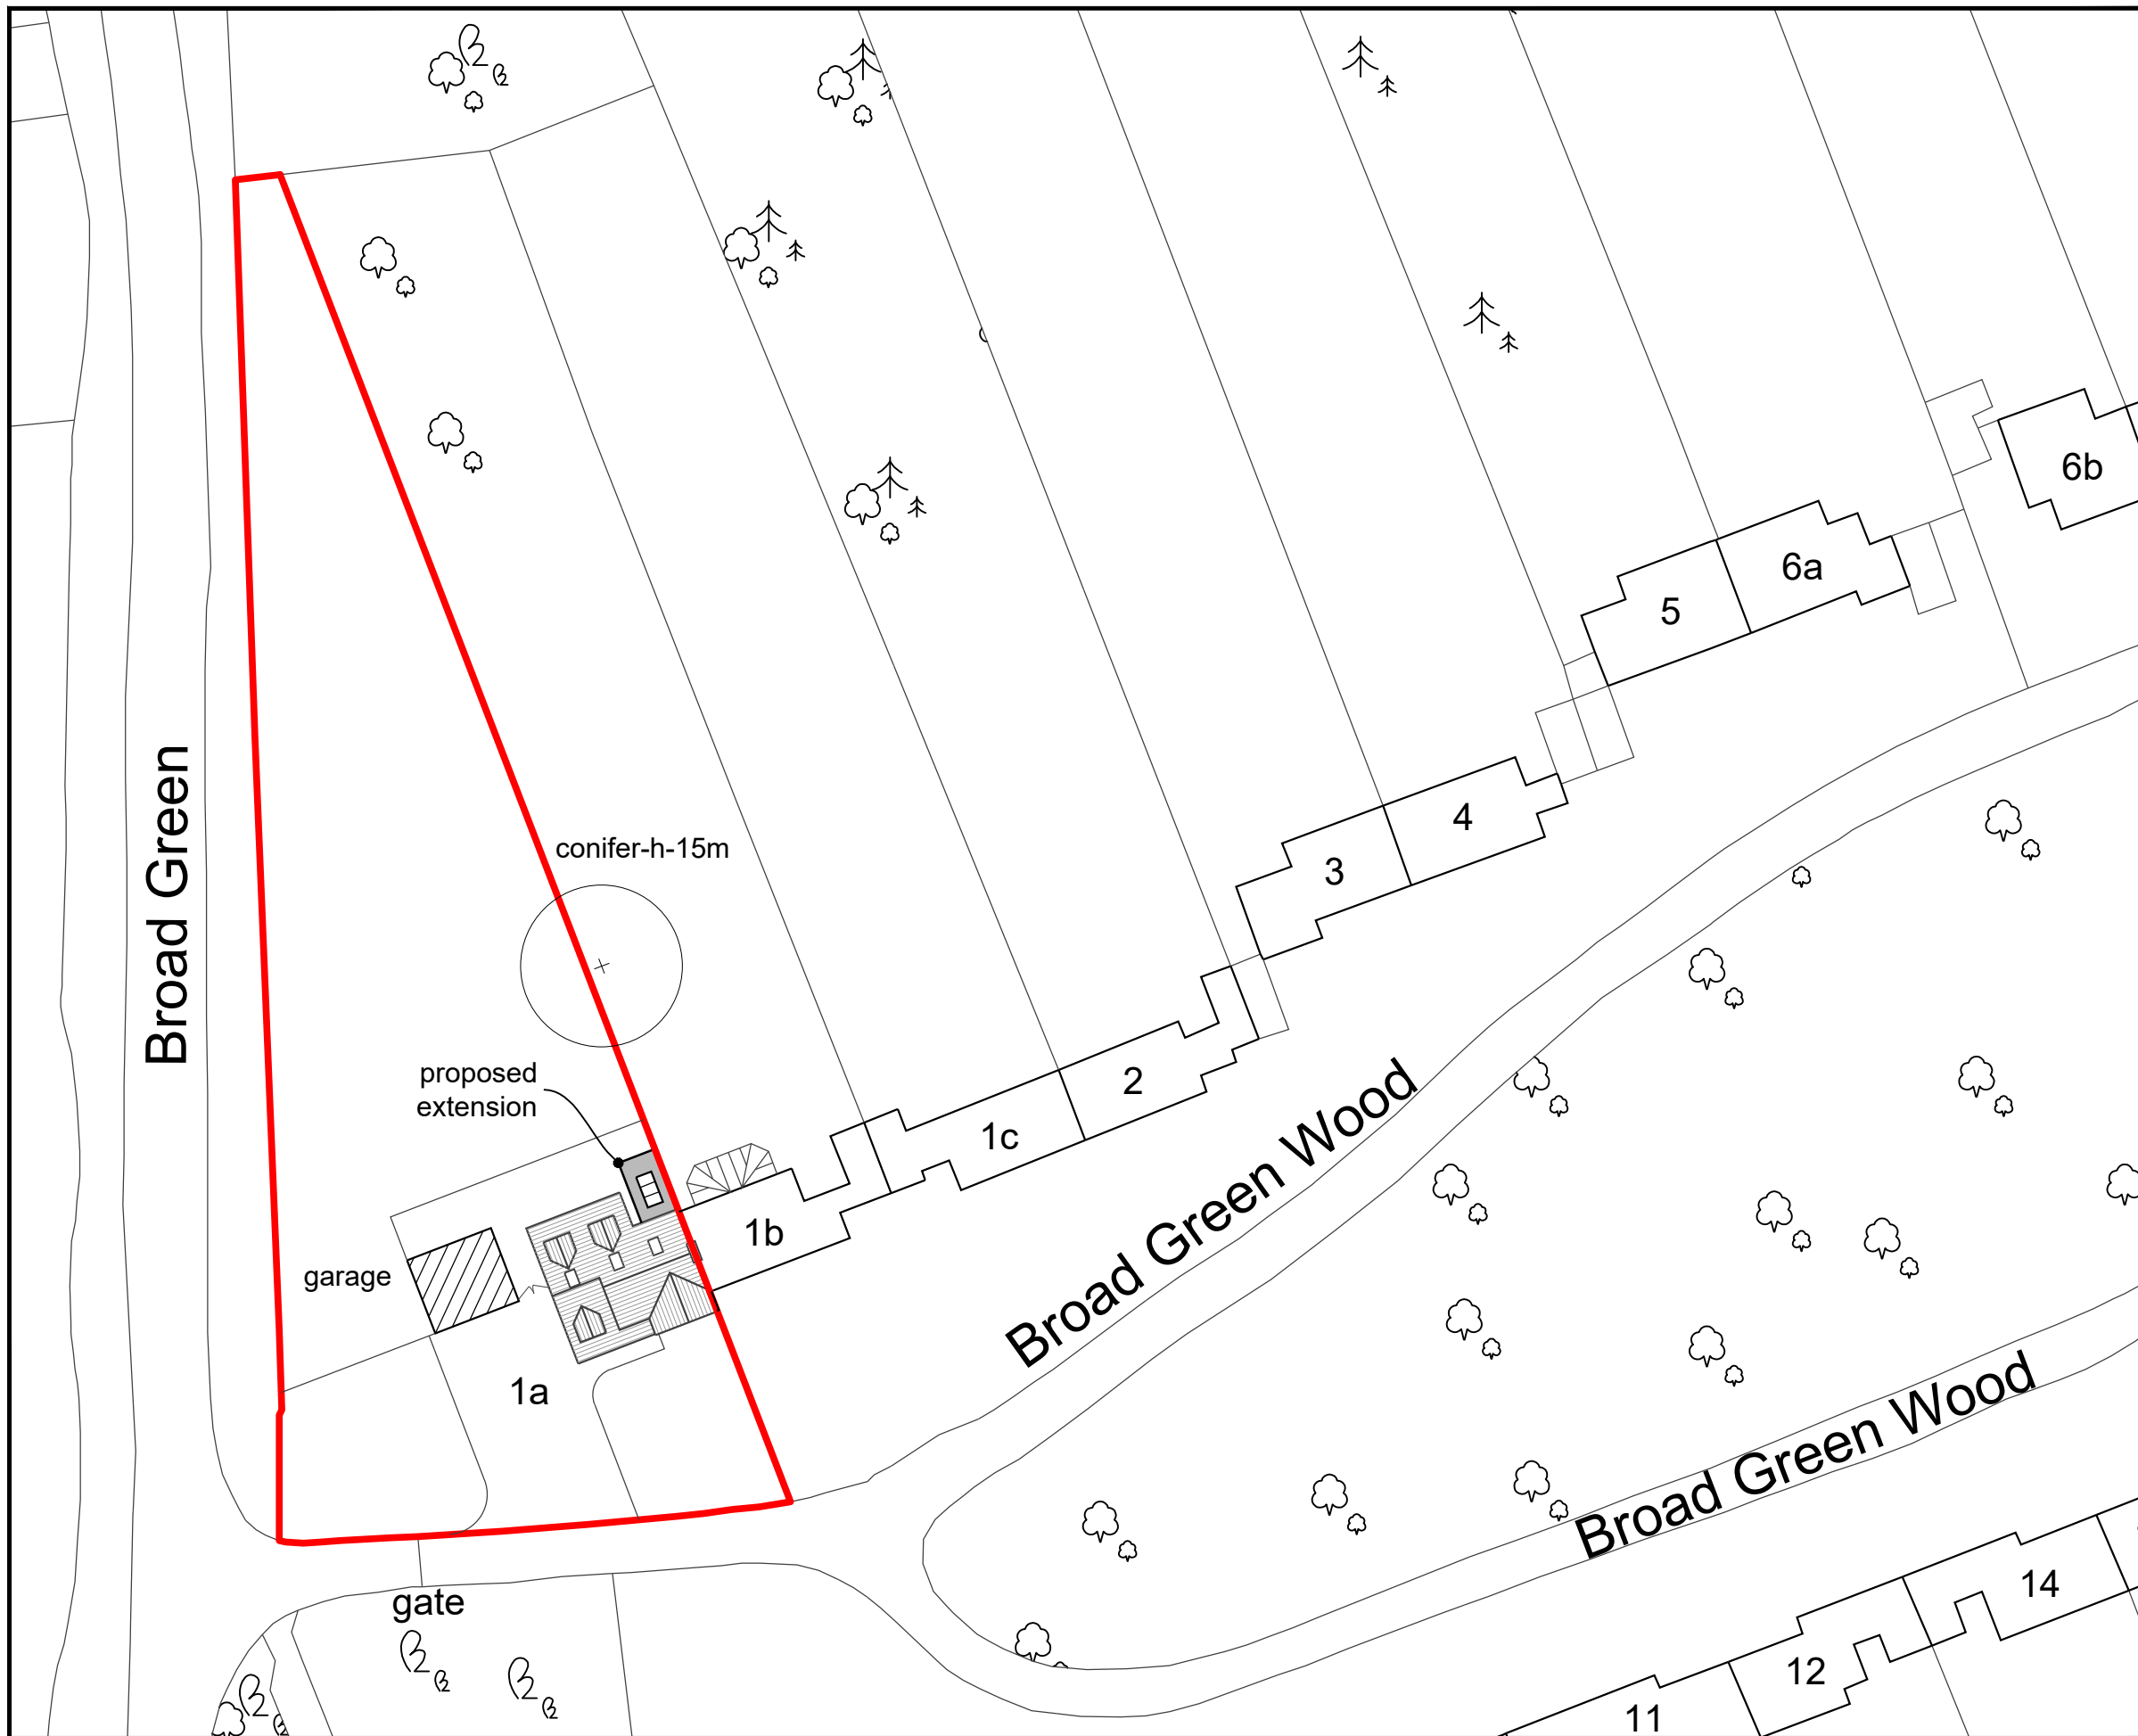 6b
6a
5
Broad Green
4
conifer-h-15m
3
proposed
extension
2
1c
Broad Green Wood
1b
garage
1a
Broad Green Wood
gate
14
12
11